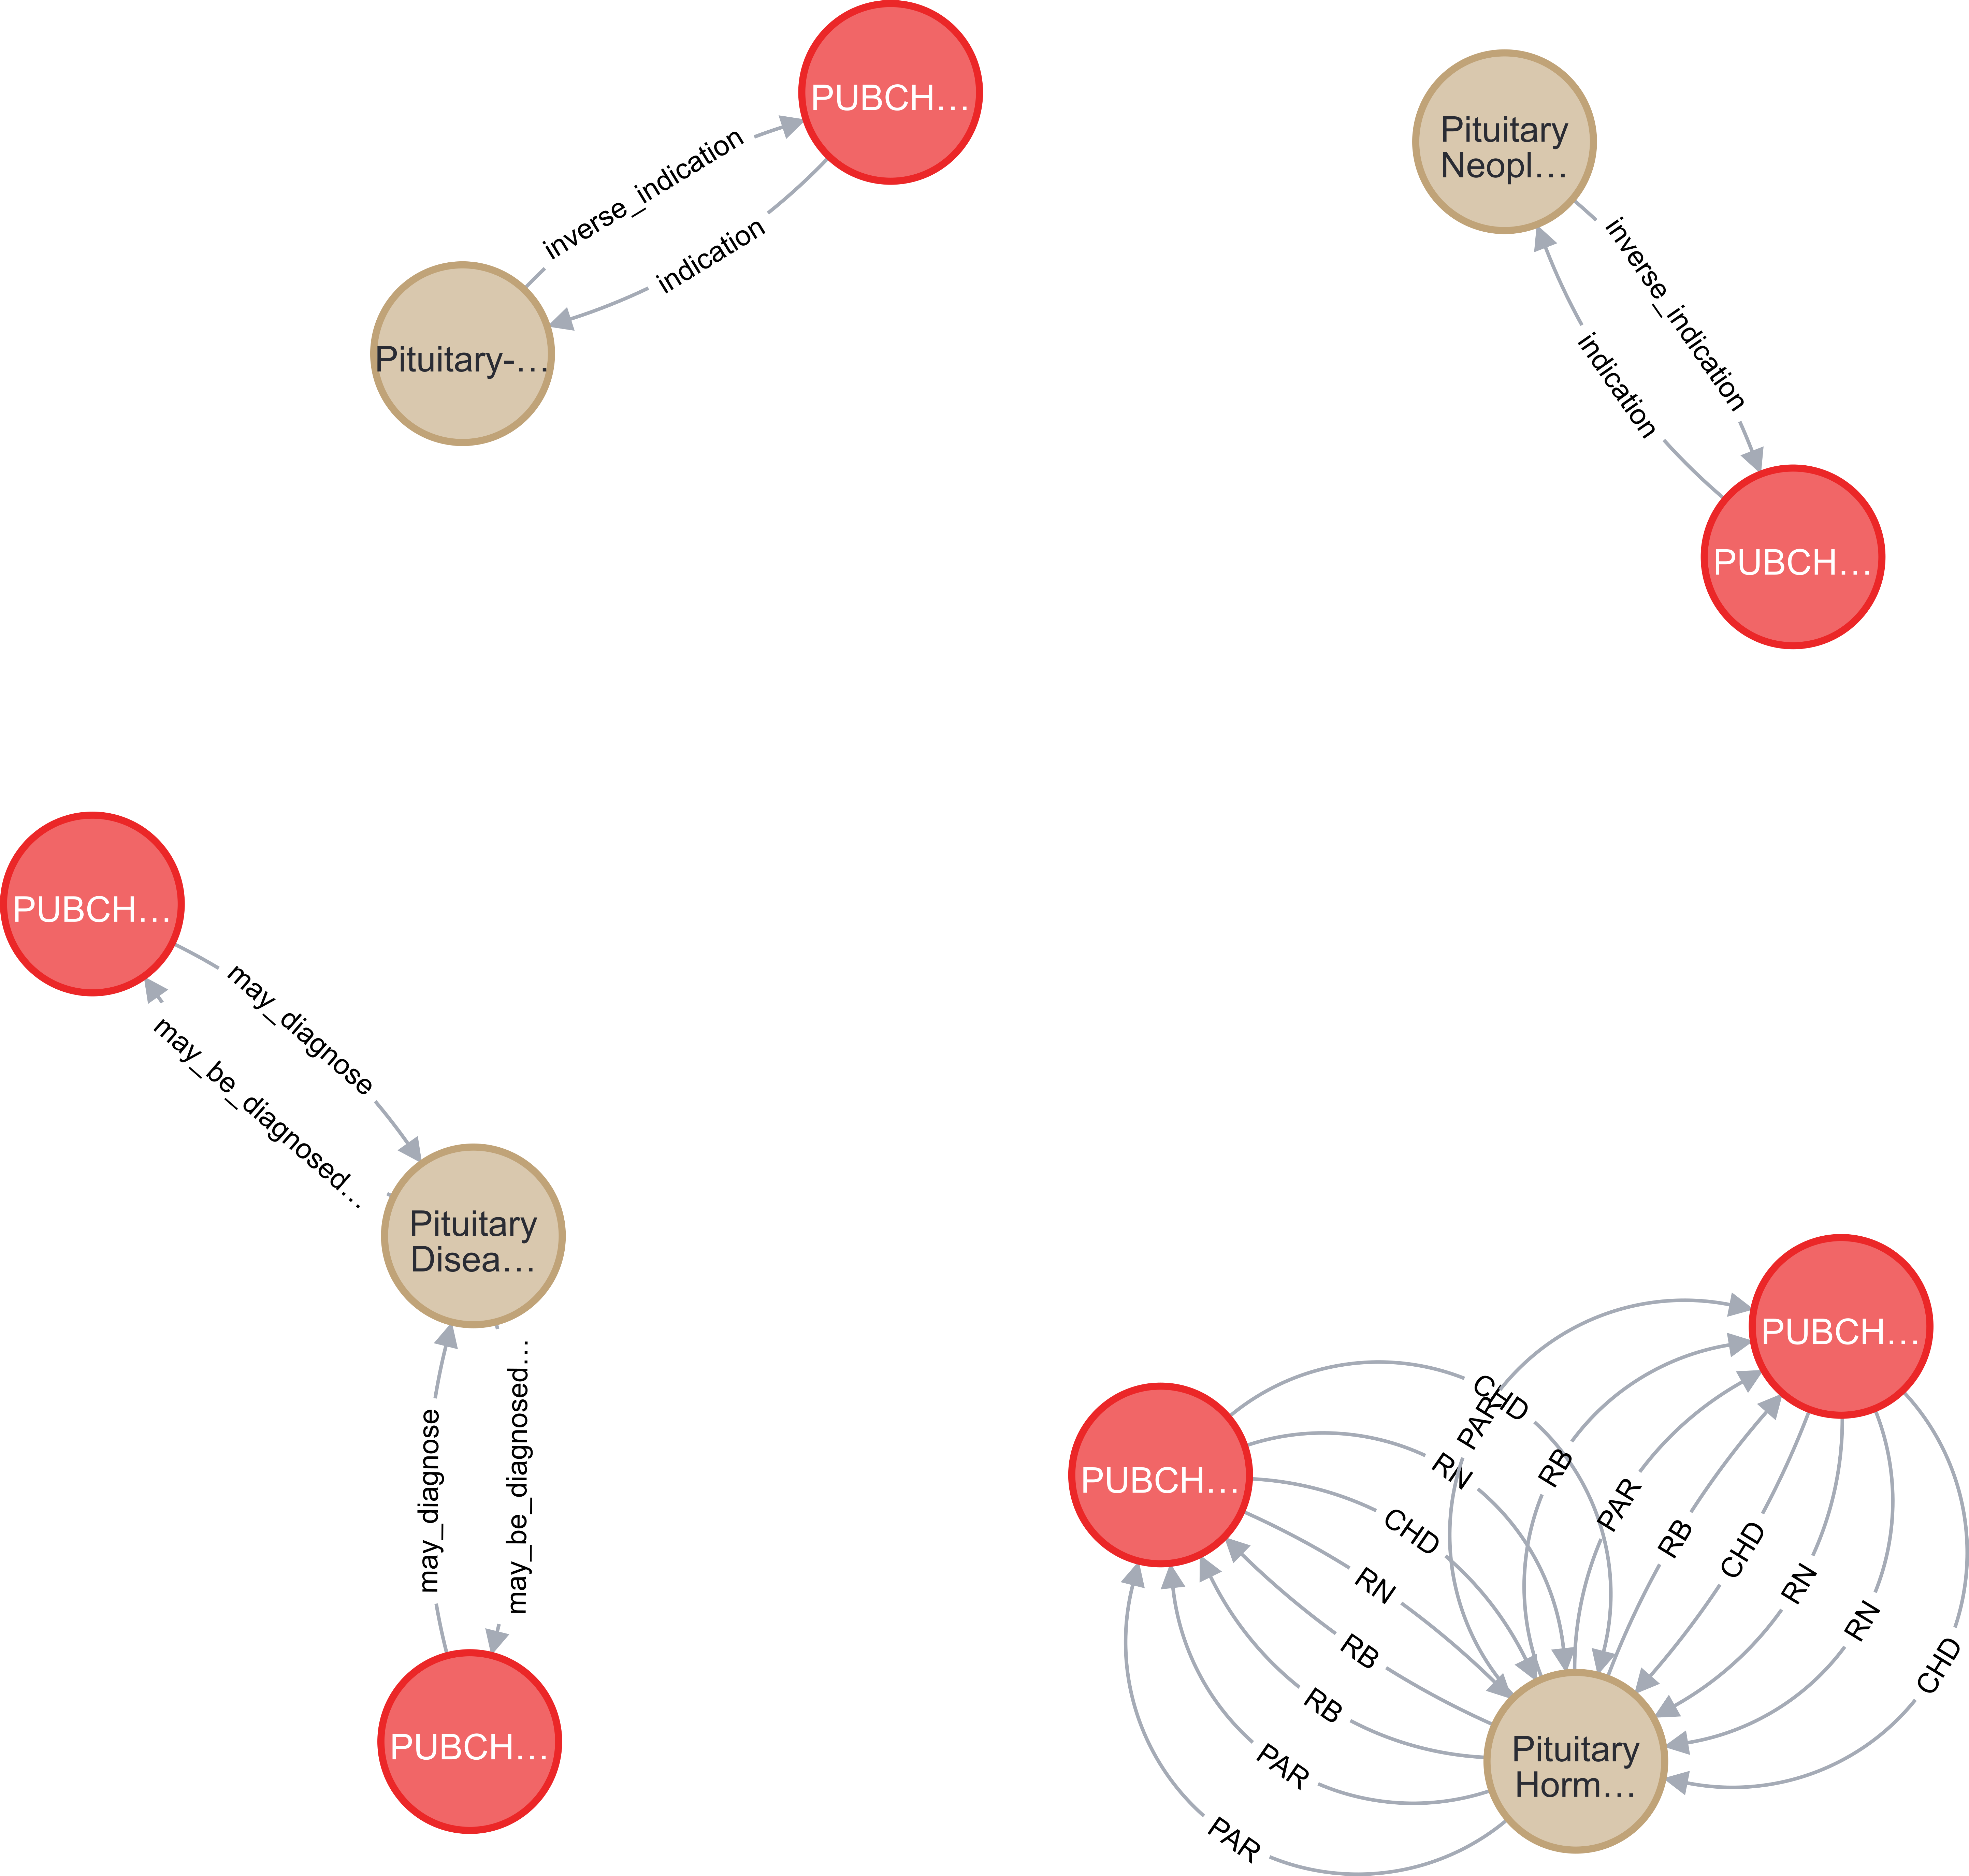 PUBCH...
inverse_indication
indication
Pituitary-...
Pituitary
Neopl...
inverse_indication
indication
PUBCH...
PUBCH...
may_diagnose
may_be_diagnosed...
Pituitary
Disea...
may_diagnose
may_be_diagnosed...
PUBCH...
PUBCH...
PUBCH...
CHD
PAR
RN
RB
PAR
CHD
RB
CHD
RN
RN
RN
RB
CHD
RB
PAR
PAR
Pituitary
Horm...